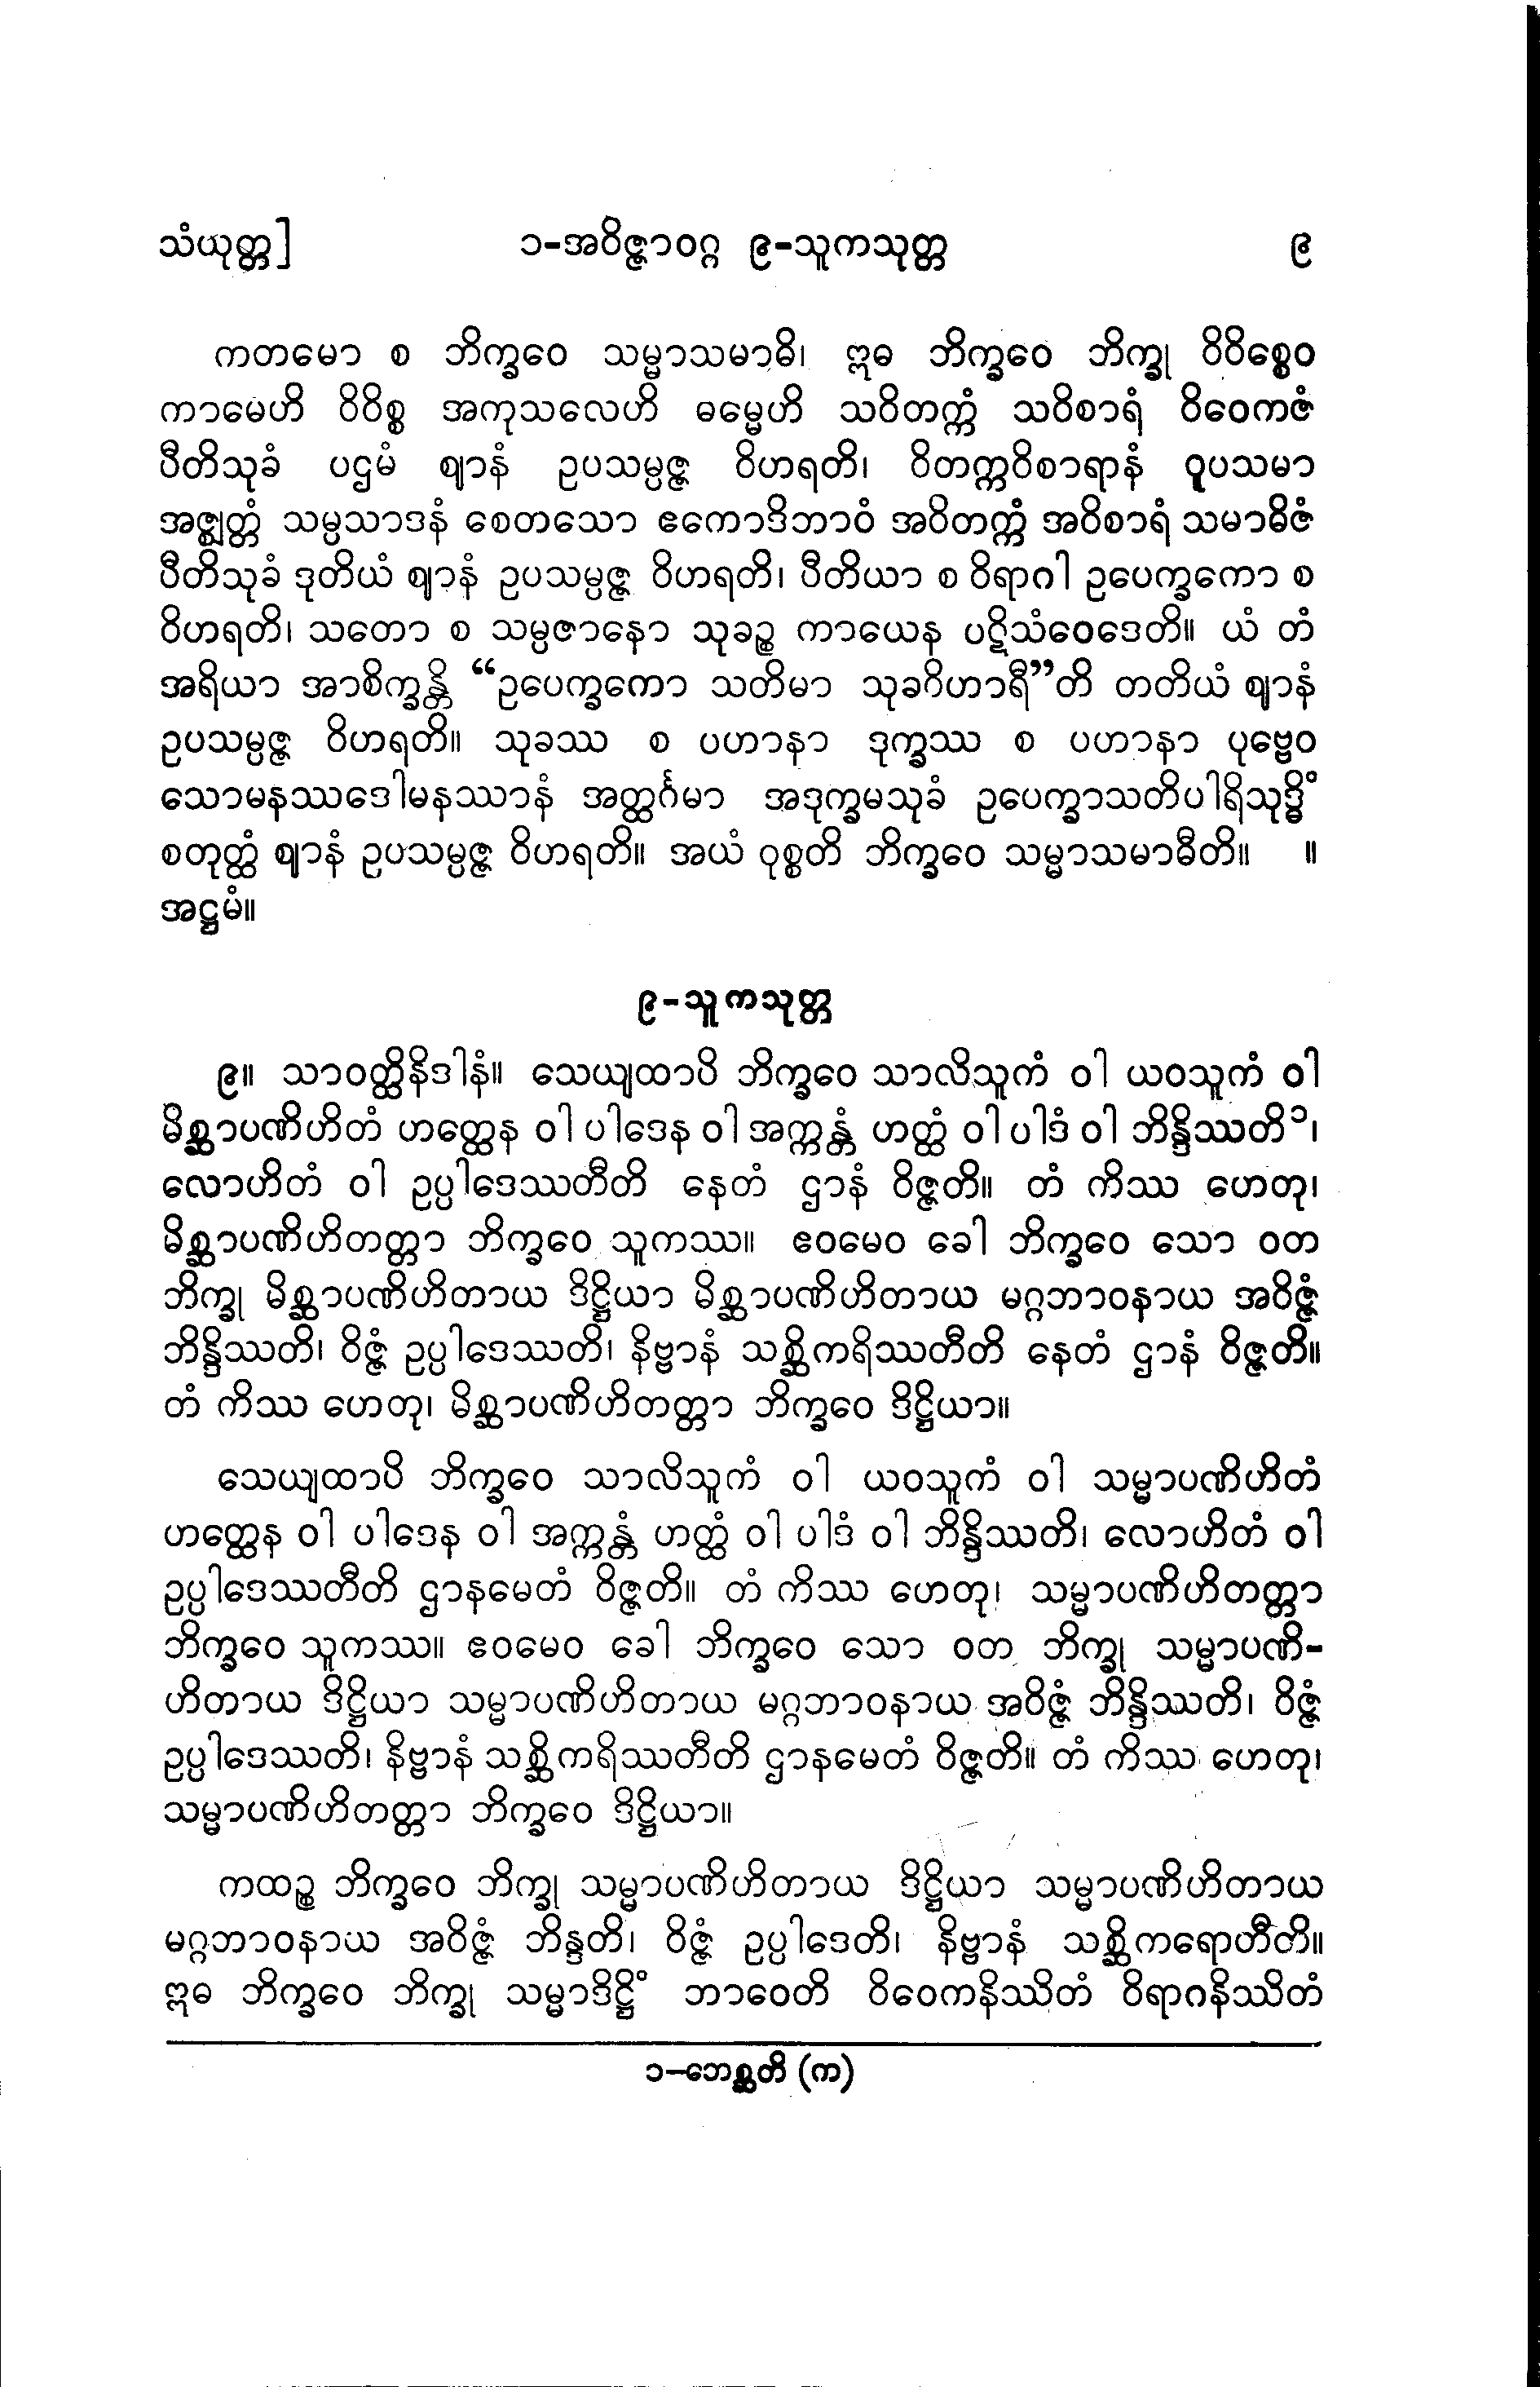 သံယုတ္တ] ၁-အဝိဇ္ဇာဝဂ္ဂ ၉-သူကသုတ္တ ၉
ကတမော စ ဘိက္ခဝေ သမ္မာသမာဓိ၊ ဣဓ ဘိက္ခဝေ ဘိက္ခု ဝိဝိစ္စေဝ
ကာမေဟိ ဝိဝိစ္စ အကုသလေဟိ ဓမ္မေဟိ သဝိတက္ကံ သဝိစာရံ ဝိဝေကဇံ
ပီတိသုခံ ပဌမံ ဈာနံ ဥပသမ္ပဇ္ဇ ဝိဟရတိ၊ ဝိတက္ကဝိစာရာနံ ဝူပသမာ
အဇ္ဈတ္တံ သမ္ပသာဒနံ စေတသော ဧကောဒိဘာဝံ အဝိတက္ကံ အဝိစာရံ သမာဓိဇံ
ပီတိသုခံ ဒုတိယံ ဈာနံ ဥပသမ္ပဇ္ဇ ဝိဟရတိ၊ ပီတိယာ စ ဝိရာဂါ ဥပေက္ခကော စ
ဝိဟရတိ၊ သတော စ သမ္ပဇာနော သုခဉ္စ ကာယေန ပဋိသံဝေဒေတိ။ ယံ တံ
အရိယာ အာစိက္ခန္တိ “ဥပေက္ခကော သတိမာ သုခဝိဟာရီ”တိ တတိယံ ဈာနံ
ဥပသမ္ပဇ္ဇ ဝိဟရတိ။ သုခဿ စ ပဟာနာ ဒုက္ခဿ စ ပဟာနာ ပုဗ္ဗေဝ
သောမနဿဒေါမနဿာနံ အတ္ထင်္ဂမာ အဒုက္ခမသုခံ ဥပေက္ခာသတိပါရိသုဒ္ဓိံ
စတုတ္ထံ ဈာနံ ဥပသမ္ပဇ္ဇ ဝိဟရတိ။ အယံ ဝုစ္စတိ ဘိက္ခဝေ သမ္မာသမာဓီတိ။ ။
အဋ္ဌမံ။
၉-သူကသုတ္တ
၉။ သာဝတ္ထိနိဒါနံ။ သေယျထာပိ ဘိက္ခဝေ သာလိသူကံ ဝါ ယဝသူကံ ဝါ
မိစ္ဆာပဏိဟိတံ ဟတ္ထေန ဝါ ပါဒေန ဝါ အက္ကန္တံ ဟတ္ထံ ဝါ ပါဒံ ဝါ ဘိန္ဒိဿတိ၁၊
လောဟိတံ ဝါ ဥပ္ပါဒေဿတီတိ နေတံ ဌာနံ ဝိဇ္ဇတိ။ တံ ကိဿ ဟေတု၊
မိစ္ဆာပဏိဟိတတ္တာ ဘိက္ခဝေ သူကဿ။ ဧဝမေဝ ခေါ ဘိက္ခဝေ သော ဝတ
ဘိက္ခု မိစ္ဆာပဏိဟိတာယ ဒိဋ္ဌိယာ မိစ္ဆာပဏိဟိတာယ မဂ္ဂဘာဝနာယ အဝိဇ္ဇံ
ဘိန္ဒိဿတိ၊ ဝိဇ္ဇံ ဥပ္ပါဒေဿတိ၊ နိဗ္ဗာနံ သစ္ဆိကရိဿတီတိ နေတံ ဌာနံ ဝိဇ္ဇတိ။
တံ ကိဿ ဟေတု၊ မိစ္ဆာပဏိဟိတတ္တာ ဘိက္ခဝေ ဒိဋ္ဌိယာ။
သေယျထာပိ ဘိက္ခဝေ သာလိသူကံ ဝါ ယဝသူကံ ဝါ သမ္မာပဏိဟိတံ
ဟတ္ထေန ဝါ ပါဒေန ဝါ အက္ကန္တံ ဟတ္ထံ ဝါ ပါဒံ ဝါ ဘိန္ဒိဿတိ၊ လောဟိတံ ဝါ
ဥပ္ပါဒေဿတီတိ ဌာနမေတံ ဝိဇ္ဇတိ။ တံ ကိဿ ဟေတု၊ သမ္မာပဏိဟိတတ္တာ
ဘိက္ခဝေ သူကဿ။ ဧဝမေဝ ခေါ ဘိက္ခဝေ သော ဝတ ဘိက္ခု သမ္မာပဏိ-
ဟိတာယ ဒိဋ္ဌိယာ သမ္မာပဏိဟိတာယ မဂ္ဂဘာဝနာယ အဝိဇ္ဇံ ဘိန္ဒိဿတိ၊ ဝိဇ္ဇံ
ဥပ္ပါဒေဿတိ၊ နိဗ္ဗာနံ သစ္ဆိကရိဿတီတိ ဌာနမေတံ ဝိဇ္ဇတိ။ တံ ကိဿ ဟေတု၊
သမ္မာပဏိဟိတတ္တာ ဘိက္ခဝေ ဒိဋ္ဌိယာ။
ကထဉ္စ ဘိက္ခဝေ ဘိက္ခု သမ္မာပဏိဟိတာယ ဒိဋ္ဌိယာ သမ္မာပဏိဟိတာယ
မဂ္ဂဘာဝနာယ အဝိဇ္ဇံ ဘိန္ဒတိ၊ ဝိဇ္ဇံ ဥပ္ပါဒေတိ၊ နိဗ္ဗာနံ သစ္ဆိကရောတီတိ။
ဣဓ ဘိက္ခဝေ ဘိက္ခု သမ္မာဒိဋ္ဌိံ ဘာဝေတိ ဝိဝေကနိဿိတံ ဝိရာဂနိဿိတံ
၁-ဘေစ္ဆတိ (က)